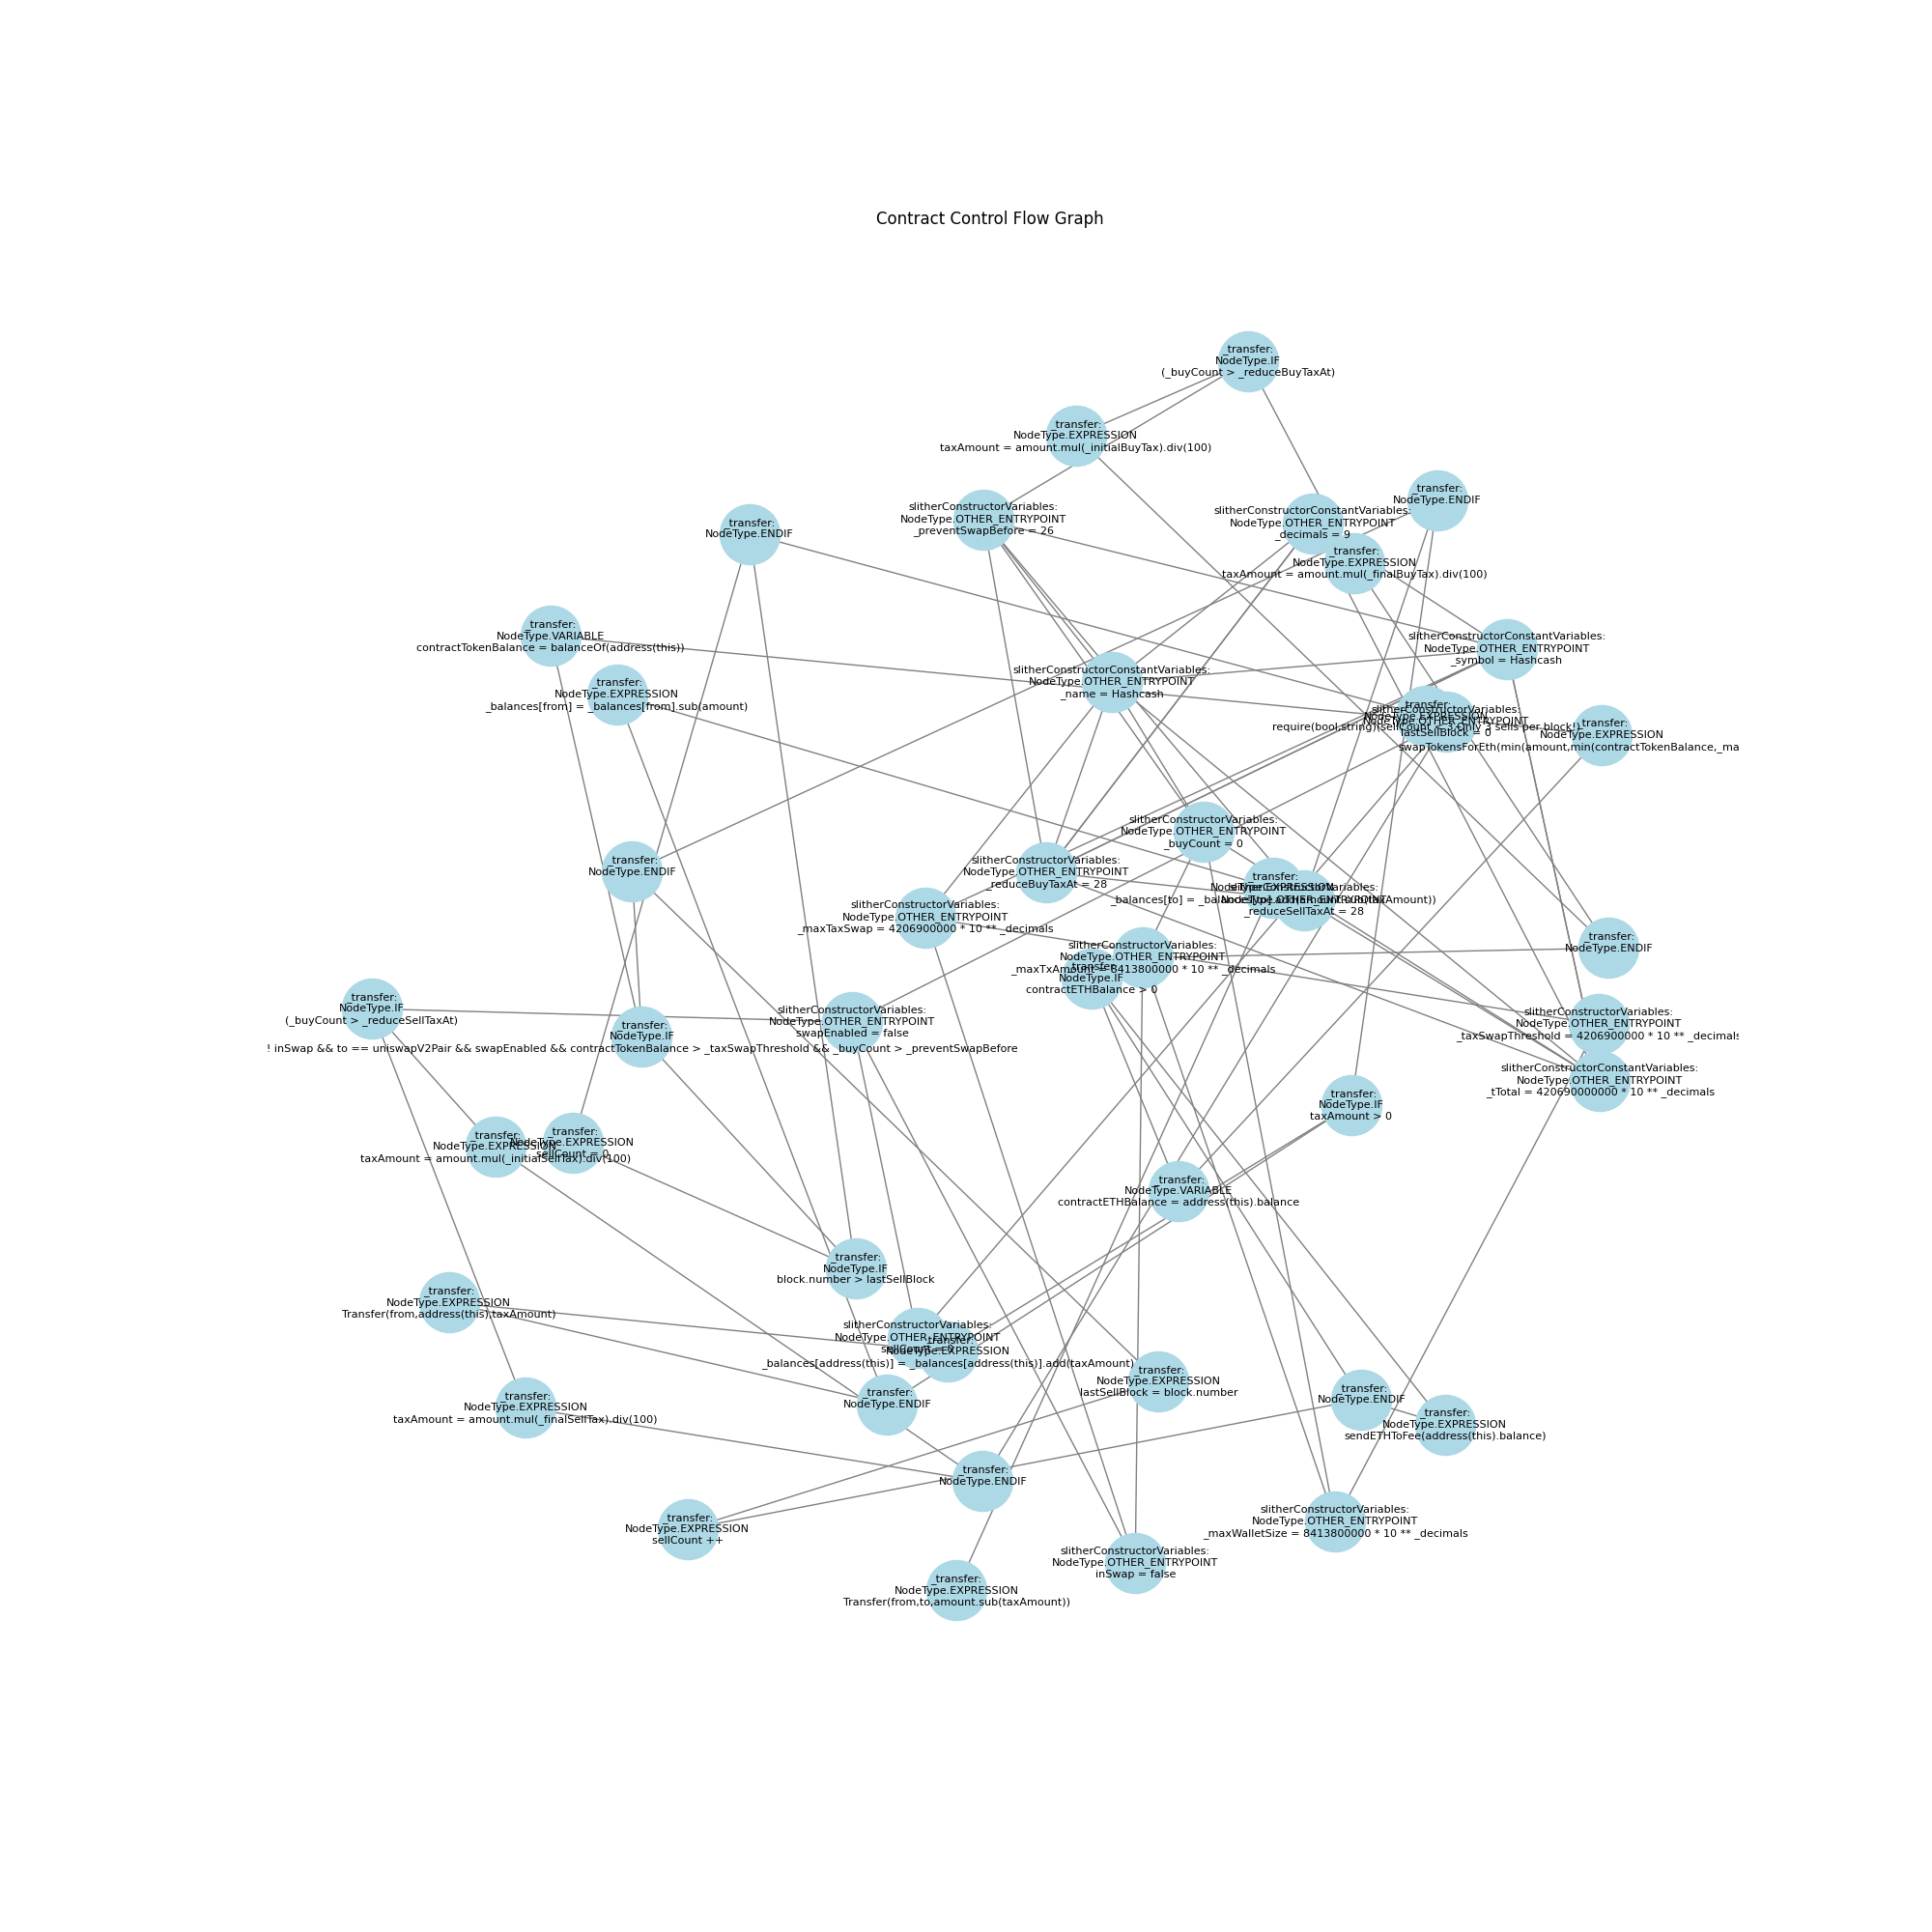 Contract Control Flow Graph
_transfer:
NodeType.IF
(_buyCount > _reduceBuyTaxAt)
_transfer:
NodeType.EXPRESSION
taxAmount = amount.mul(_initialBuyTax).div(100)
_transfer:
NodeType.ENDIF
slitherConstructorVariables:
NodeType.OTHER_ENTRYPOINT
_preventSwapBefore = 26
slitherConstructorConstantVariables:
NodeType.OTHER_ENTRYPOINT
_decimals = 9
_transfer:
NodeType.ENDIF
_transfer:
NodeType.EXPRESSION
taxAmount = amount.mul(_finalBuyTax).div(100)
_transfer:
NodeType.VARIABLE
contractTokenBalance = balanceOf(address(this))
slitherConstructorConstantVariables:
NodeType.OTHER_ENTRYPOINT
_symbol = Hashcash
slitherConstructorConstantVariables:
NodeType.OTHER_ENTRYPOINT
_name = Hashcash
_transfer:
NodeType.EXPRESSION
_balances[from] = _balances[from].sub(amount)
_transfer:
NodeType.EXPRESSION
require(bool,string)(sellCount < 3,Only 3 sells per block!)
slitherConstructorVariables:
NodeType.OTHER_ENTRYPOINT
lastSellBlock = 0
_transfer:
NodeType.EXPRESSION
swapTokensForEth(min(amount,min(contractTokenBalance,_ma
slitherConstructorVariables:
NodeType.OTHER_ENTRYPOINT
_buyCount = 0
_transfer:
NodeType.ENDIF
slitherConstructorVariables:
NodeType.OTHER_ENTRYPOINT
_reduceBuyTaxAt = 28
_transfer:
NodeType.EXPRESSION
_balances[to] = _balances[to].add(amount.sub(taxAmount))
slitherConstructorVariables:
NodeType.OTHER_ENTRYPOINT
_reduceSellTaxAt = 28
slitherConstructorVariables:
NodeType.OTHER_ENTRYPOINT
_maxTaxSwap = 4206900000 * 10 ** _decimals
_transfer:
NodeType.ENDIF
slitherConstructorVariables:
NodeType.OTHER_ENTRYPOINT
_maxTxAmount = 8413800000 * 10 ** _decimals
_transfer:
NodeType.IF
contractETHBalance > 0
_transfer:
NodeType.IF
(_buyCount > _reduceSellTaxAt)
slitherConstructorVariables:
NodeType.OTHER_ENTRYPOINT
swapEnabled = false
slitherConstructorVariables:
NodeType.OTHER_ENTRYPOINT
_taxSwapThreshold = 4206900000 * 10 ** _decimals
_transfer:
NodeType.IF
! inSwap && to == uniswapV2Pair && swapEnabled && contractTokenBalance > _taxSwapThreshold && _buyCount > _preventSwapBefore
slitherConstructorConstantVariables:
NodeType.OTHER_ENTRYPOINT
_tTotal = 420690000000 * 10 ** _decimals
_transfer:
NodeType.IF
taxAmount > 0
_transfer:
NodeType.EXPRESSION
taxAmount = amount.mul(_initialSellTax).div(100)
NodeType.EXPRESSION
sellCount = 0
_transfer:
NodeType.VARIABLE
contractETHBalance = address(this).balance
_transfer:
NodeType.IF
block.number > lastSellBlock
_transfer:
NodeType.EXPRESSION
Transfer(from,address(this),taxAmount)
slitherConstructorVariables:
NodeType.OTHER_ENTRYPOINT
sellCount = 0
_transfer:
NodeType.EXPRESSION
_balances[address(this)] = _balances[address(this)].add(taxAmount)
_transfer:
NodeType.EXPRESSION
lastSellBlock = block.number
_transfer:
NodeType.ENDIF
_transfer:
NodeType.ENDIF
_transfer:
NodeType.EXPRESSION
taxAmount = amount.mul(_finalSellTax).div(100)
_transfer:
NodeType.EXPRESSION
sendETHToFee(address(this).balance)
_transfer:
NodeType.ENDIF
_transfer:
NodeType.EXPRESSION
sellCount ++
slitherConstructorVariables:
NodeType.OTHER_ENTRYPOINT
_maxWalletSize = 8413800000 * 10 ** _decimals
slitherConstructorVariables:
NodeType.OTHER_ENTRYPOINT
inSwap = false
_transfer:
NodeType.EXPRESSION
Transfer(from,to,amount.sub(taxAmount))